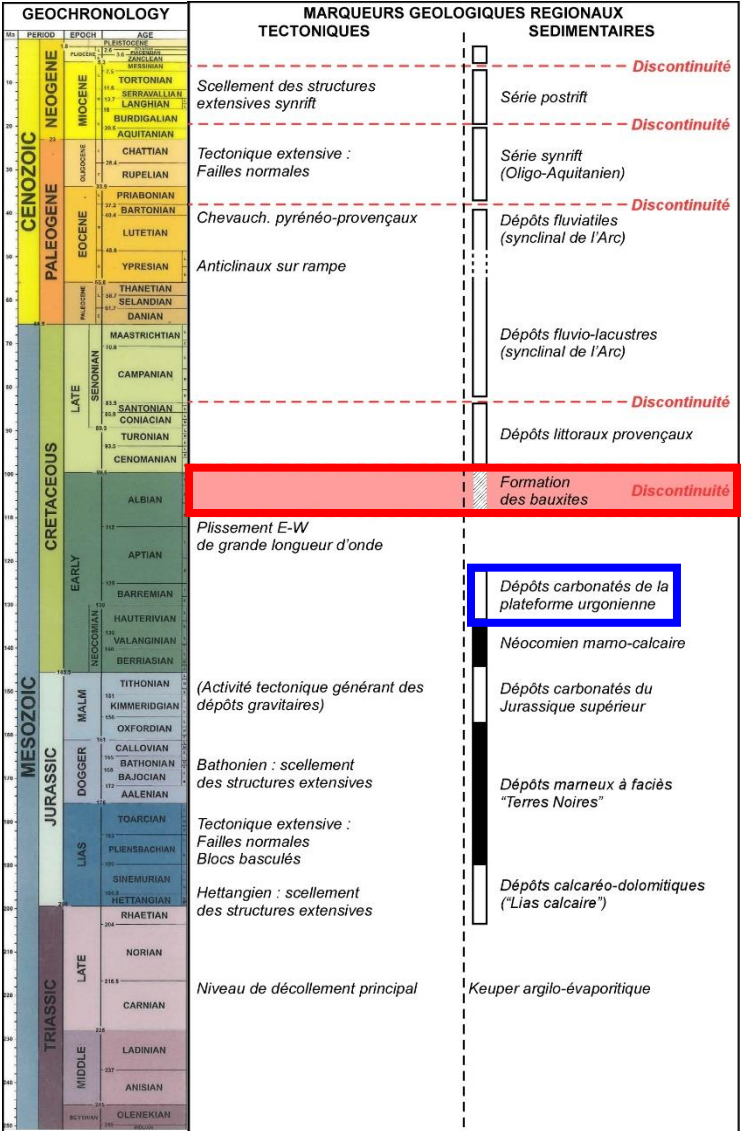 GEOCHRONOLOGY
MARQUEURS GEOLOGIQUES REGIONAUX
TECTONIQUES
SEDIMENTAIRES
Ma PERIOD EPOCH AGE
CENOZOIC
NEOGENE
PALEOGENE
PLIOCENE
MIOCENE
OLIGOCENE
EOCENE
PALEOCENE
PLEISTOCENE
ZANCLEAN
MESSINIAN
TORTONIAN
SERRAVALLIAN
LANGHIAN
BURDIGALIAN
AQUITANIAN
CHATTIAN
RUPELIAN
PRIABONIAN
BARTONIAN
LUTETIAN
YPRESIAN
THANETIAN
SELANDIAN
DANIAN
MESOZOIC
CRETACEOUS
LATE
SENONIAN
EARLY
NEOCOMIAN
MAASTRICHTIAN
CAMPANIAN
SANTONIAN
CONIACIAN
TURONIAN
CENOMANIAN
ALBIAN
APTIAN
BARREMIAN
HAUTERIVIAN
VALANGINIAN
BERRIASIAN
JURASSIC
MALM
DOGGER
LIAS
TITHONIAN
KIMMERIDGIAN
OXFORDIAN
CALLOVIAN
BATHONIAN
BAJOCIAN
AALENIAN
TOARCIAN
PLIENSBACHIAN
SINEMURIAN
HETTANGIAN
TRIASSIC
LATE
MIDDLE
RHAETIAN
NORIAN
CARNIAN
LADINIAN
ANISIAN
OLENEKIAN
Discontinuité
Scellement des structures
extensives synrift
Série postrift
Discontinuité
Tectonique extensive :
Failles normales
Série synrift
(Oligo-Aquitanien)
Discontinuité
Chevauch. pyrénéo-provençaux
Dépôts fluviatiles
(synclinal de l'Arc)
Anticlinaux sur rampe
Dépôts fluvio-lacustres
(synclinal de l'Arc)
Discontinuité
Dépôts littoraux provençaux
Formation
des bauxites
Discontinuité
Plissement E-W
de grande longueur d'onde
Dépôts carbonatés de la
plateforme urgonienne
Néocomien marno-calcaire
(Activité tectonique générant des
dépôts gravitaires)
Dépôts carbonatés du
Jurassique supérieur
Bathonien : scellement
des structures extensives
Dépôts marneux à faciès
"Terres Noires"
Tectonique extensive :
Failles normales
Blocs basculés
Hettangien : scellement
des structures extensives
Dépôts calcaréo-dolomitiques
("Lias calcaire")
Niveau de décollement principal
Keuper argilo-évaporitique